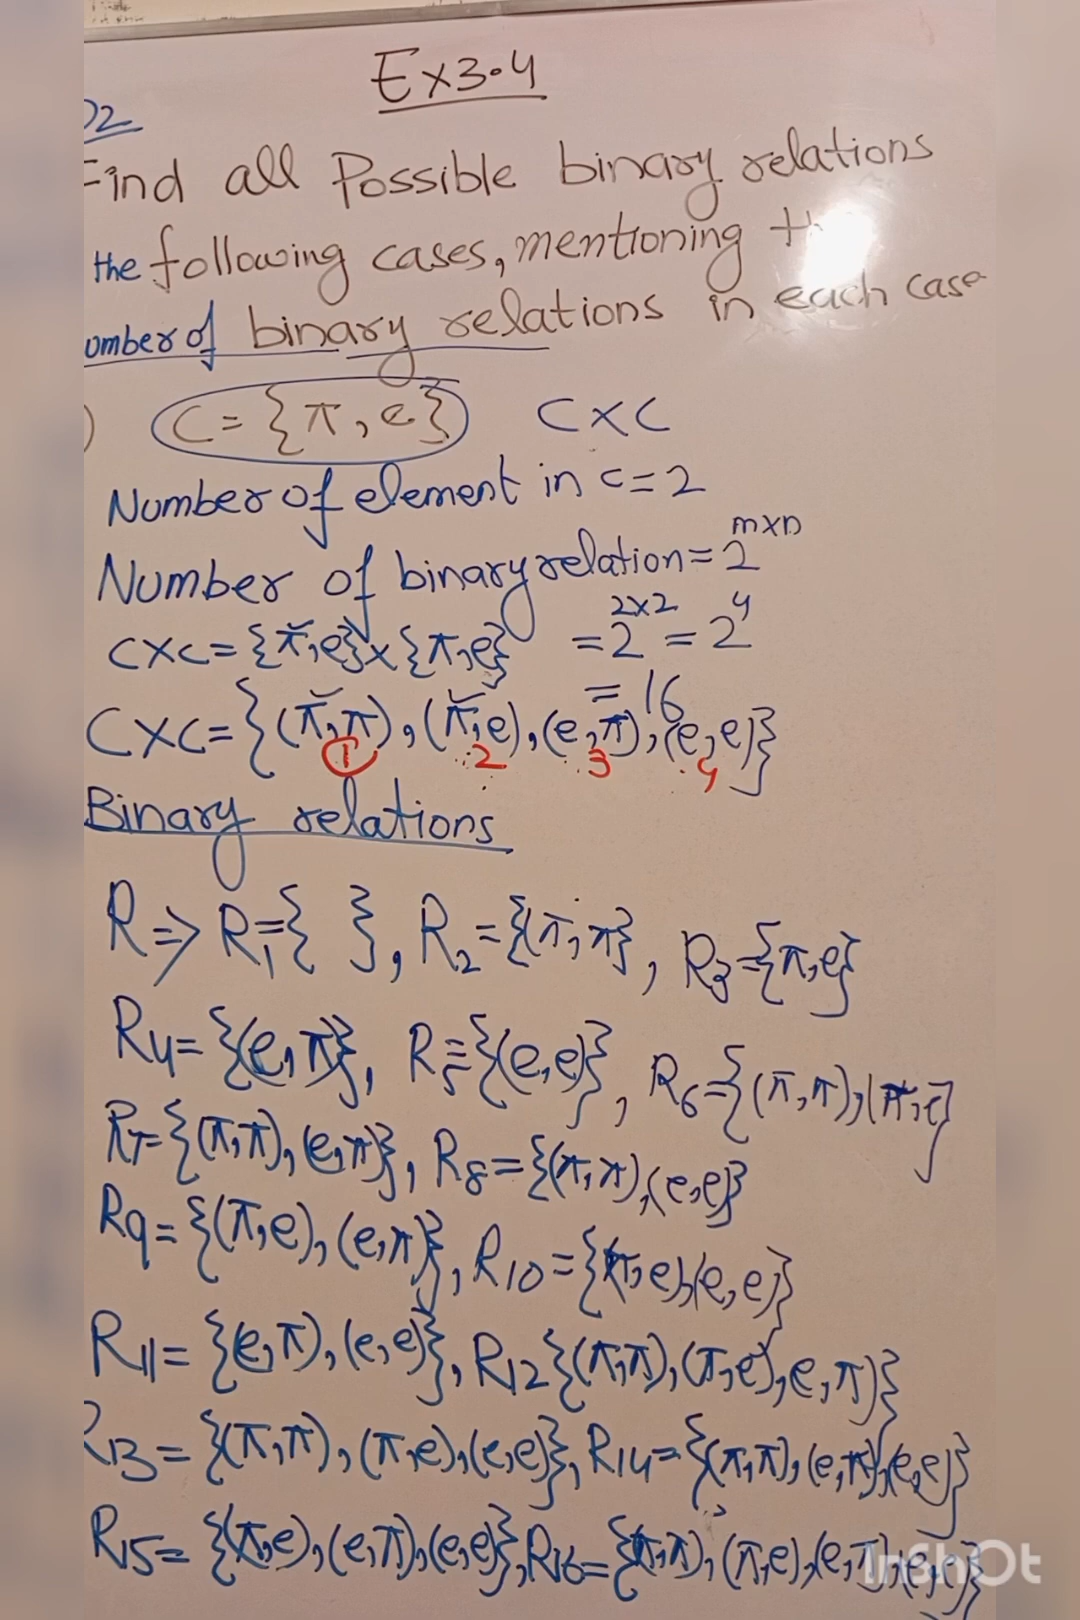 Ex3.4
Q2
Find all Possible binary relations
the following cases, mentioning
umber of binary relations in each case
) C = {π, e} C×C
Number of element in c = 2
Number of binary relation = 2^(m×n)
C×C = {π, e} × {π, e} = 2^(2×2) = 2^4
= 16
C×C = {(π, π), (π, e), (e, π), (e, e)}
1 2 3 4
Binary relations
R ⇒ R1 = { }, R2 = {(π, π}, R3 = {π, e}
R4 = {(e, π)}, R5 = {(e, e)}, R6 = {(π, π), (π, e}
R7 = {(π, π), (e, π)}, R8 = {(π, π), (e, e)}
R9 = {(π, e), (e, π)}, R10 = {(π, e), (e, e)}
R11 = {(e, π), (e, e)}, R12 {(π, π), (π, e), e, π)}
R13 = {(π, π), (π, e), (e, e)}, R14 = {(π, π), (e, π), (e, e)}
R15 = {(π, e), (e, π), (e, e)}, R16 = {(π, π), (π, e), (e, π), (e, e)}
InShOt